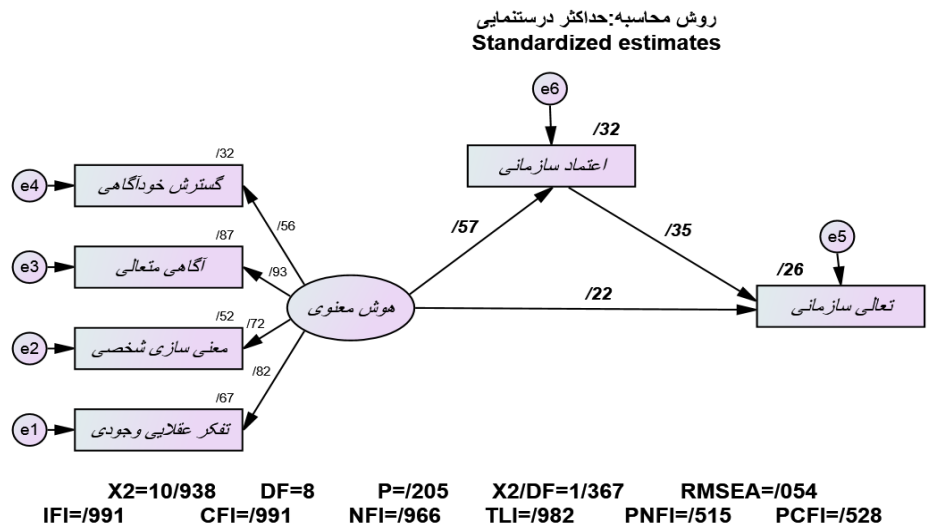 روش محاسبه:حداکثر درستنمایی
Standardized estimates
e6
/32
اعتماد سازمانی
/32
e4
گسترش خودآگاهی
/56
/57
/35
e5
/87
e3
آگاهی متعالی
/93
/26
هوش معنوی
/22
تعالی سازمانی
/52
/72
e2
معنی سازی شخصی
/82
/67
e1
تفکر عقلایی وجودی
X2=10/938 DF=8 P=/205 X2/DF=1/367 RMSEA=/054
IFI=/991 CFI=/991 NFI=/966 TLI=/982 PNFI=/515 PCFI=/528